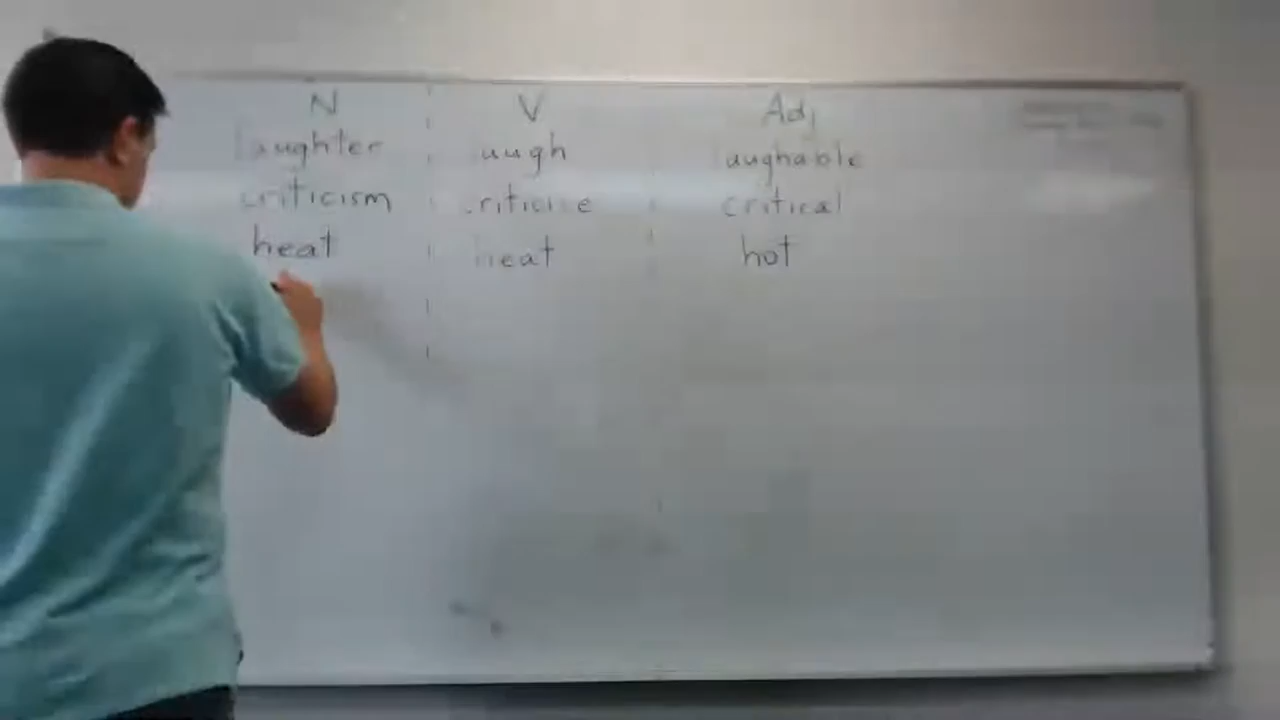 N V Adj
laughter laugh laughable
criticism criticise critical
heat heat hot